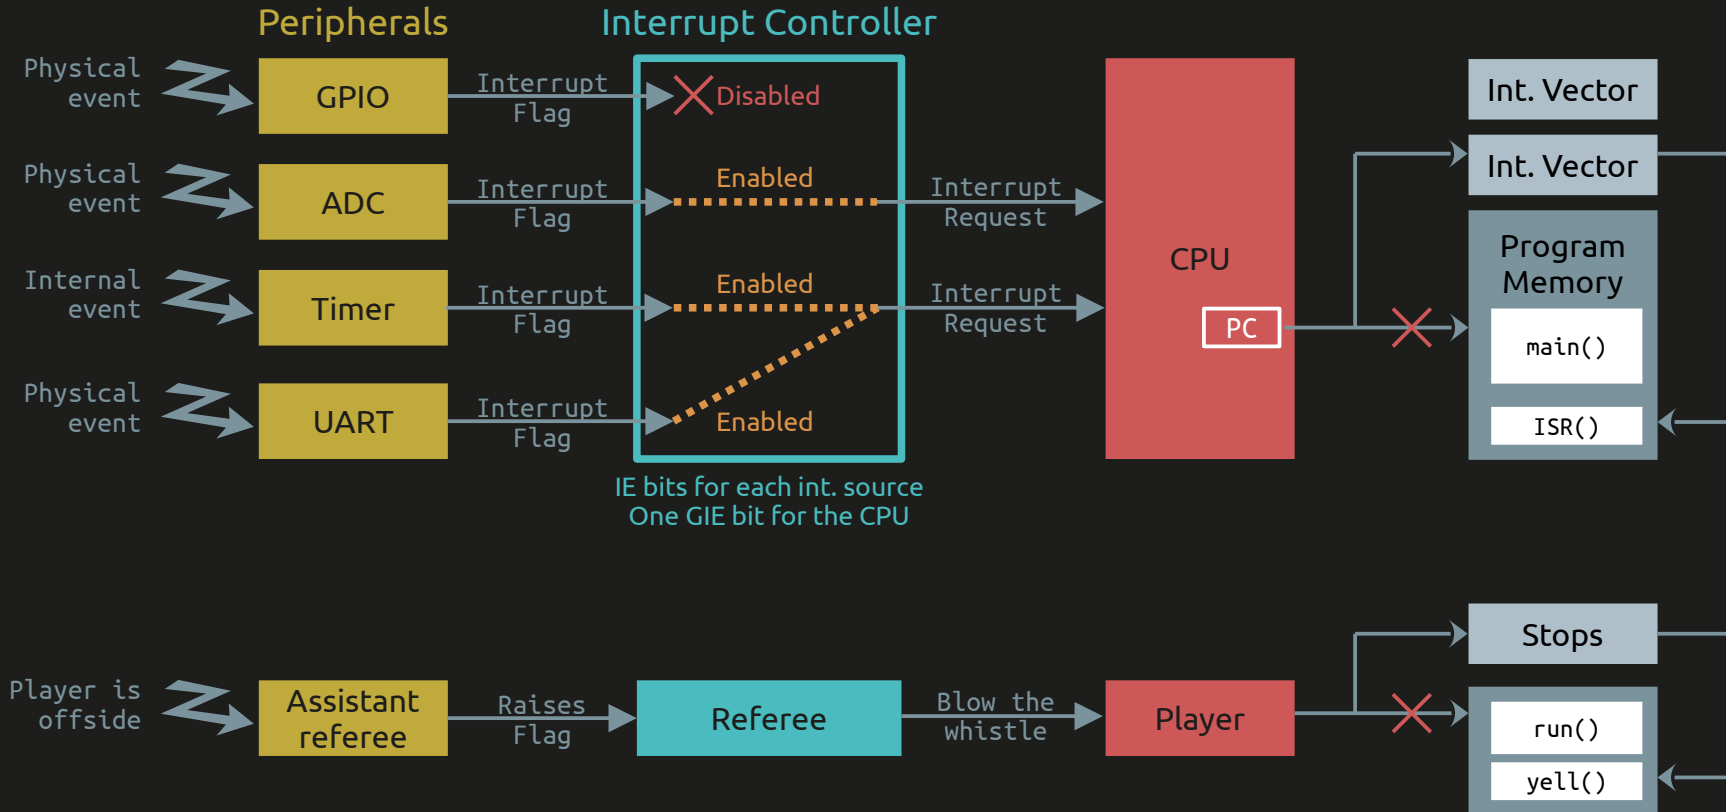 Peripherals
Interrupt Controller
Physical
event
GPIO
Interrupt
Flag
Disabled
Physical
event
ADC
Interrupt
Flag
Enabled
Interrupt
Request
Internal
event
Timer
Interrupt
Flag
Enabled
Interrupt
Request
Physical
event
UART
Interrupt
Flag
Enabled
IE bits for each int. source
One GIE bit for the CPU
CPU
PC
Int. Vector
Int. Vector
Program
Memory
main()
ISR()
Player is
offside
Assistant
referee
Raises
Flag
Referee
Blow the
whistle
Player
Stops
run()
yell()